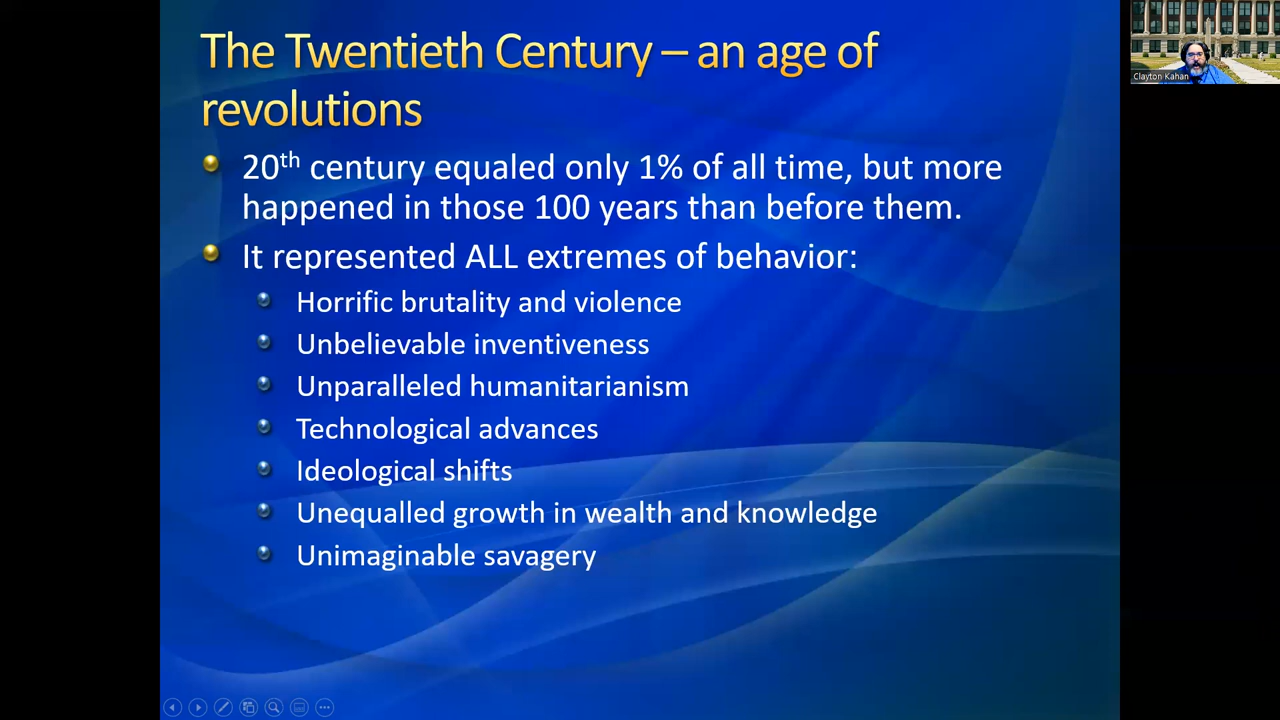 The Twentieth Century – an age of
revolutions
20th century equaled only 1% of all time, but more
happened in those 100 years than before them.
It represented ALL extremes of behavior:
Horrific brutality and violence
Unbelievable inventiveness
Unparalleled humanitarianism
Technological advances
Ideological shifts
Unequalled growth in wealth and knowledge
Unimaginable savagery
Clayton Kahan